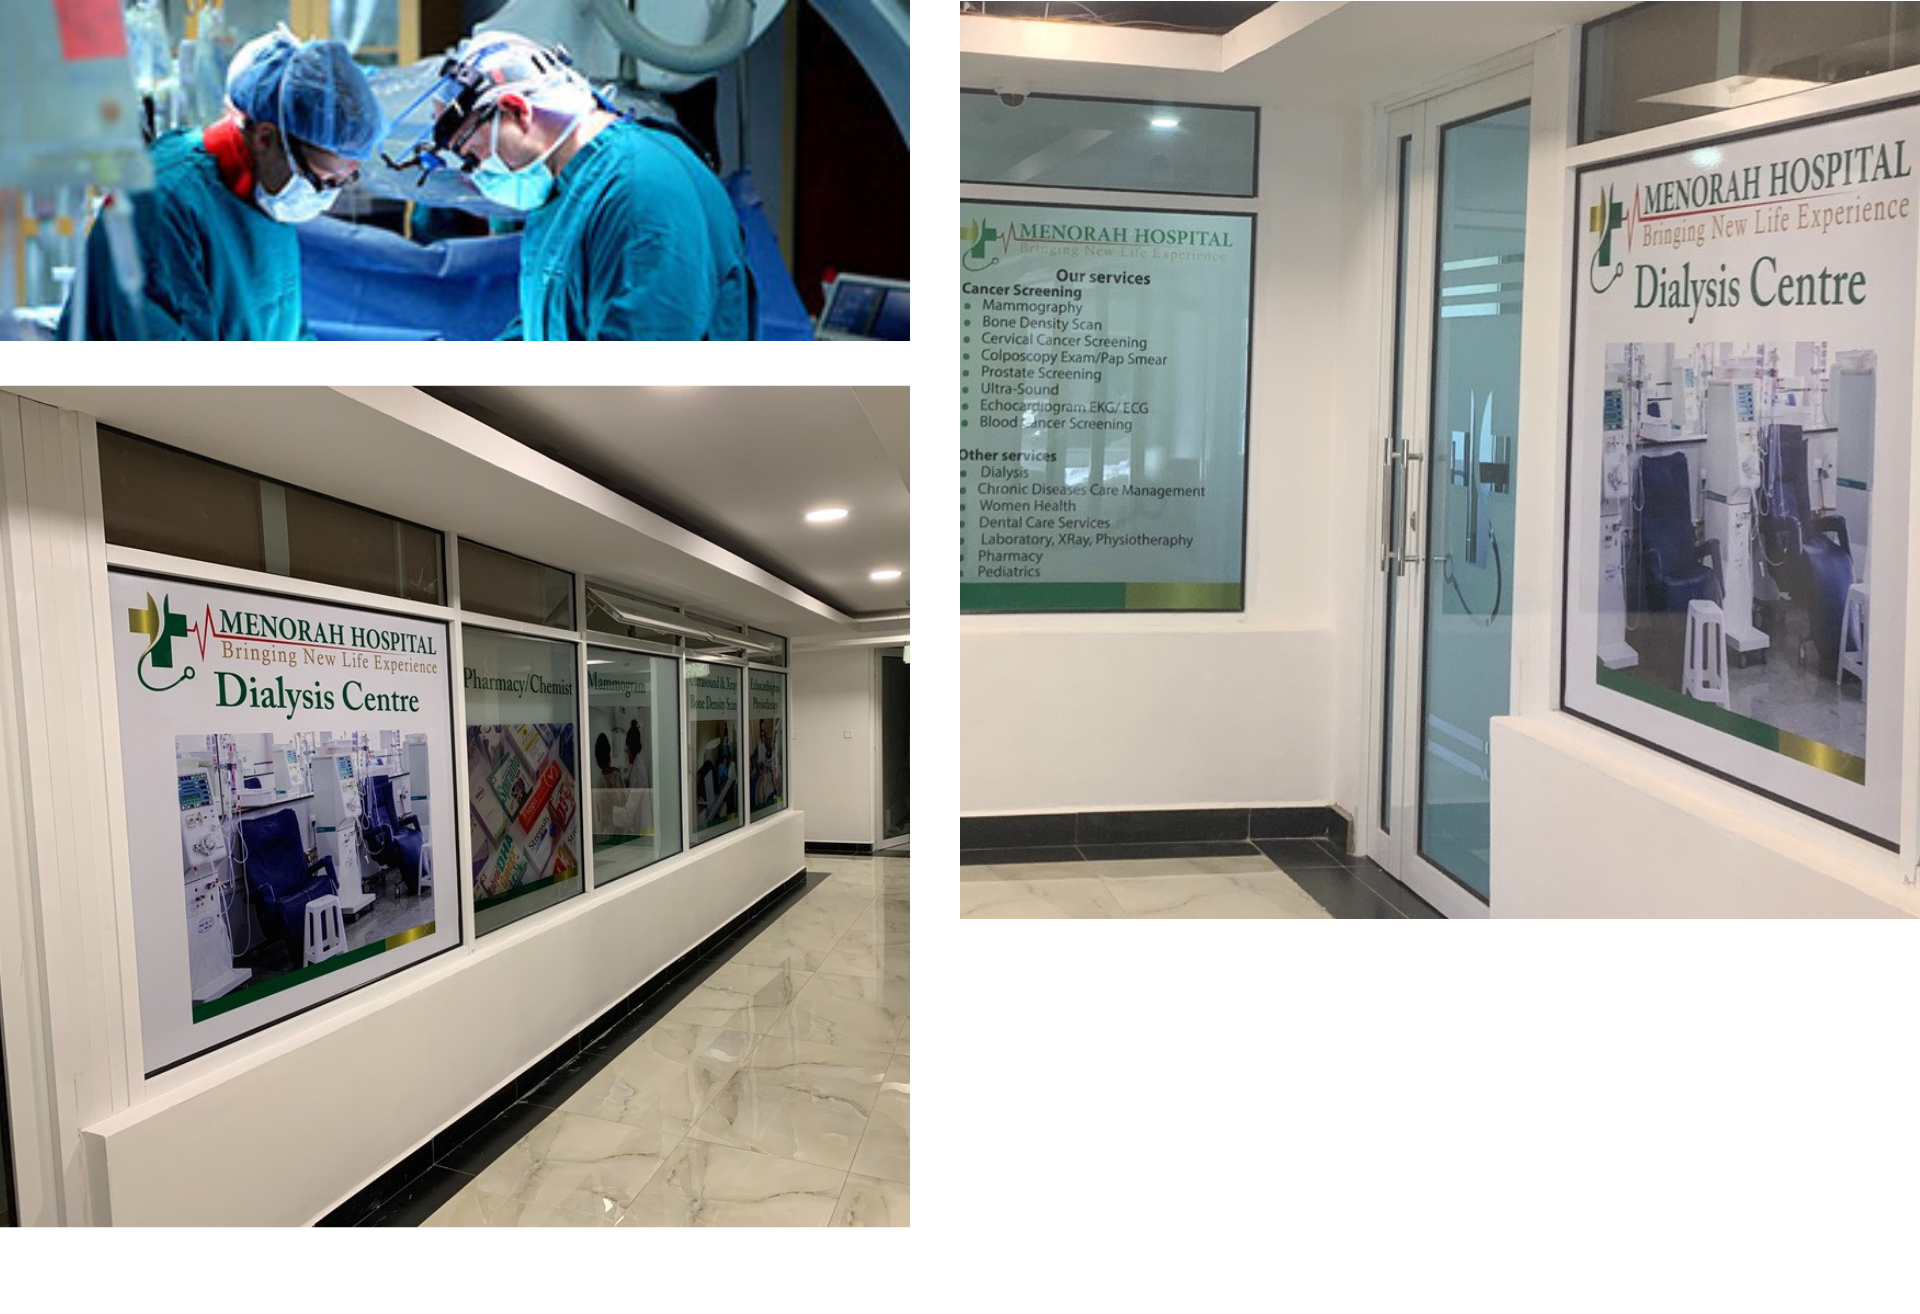 MENORAH HOSPITAL
Bringing New Life Experience
Dialysis Centre
Pharmacy/Chemist
Mammogram
Ultrasound & Xray
Bone Density Scan
Echocardiogram
Physiotherapy
MENORAH HOSPITAL
Bringing New Life Experience
Our services
Cancer Screening
Mammography
Bone Density Scan
Cervical Cancer Screening
Colposcopy Exam/Pap Smear
Prostate Screening
Ultra-Sound
Echocardiogram EKG/ ECG
Blood Cancer Screening
Other services
Dialysis
Chronic Diseases Care Management
Women Health
Dental Care Services
Laboratory, XRay, Physiotheraphy
Pharmacy
Pediatrics
MENORAH HOSPITAL
Bringing New Life Experience
Dialysis Centre